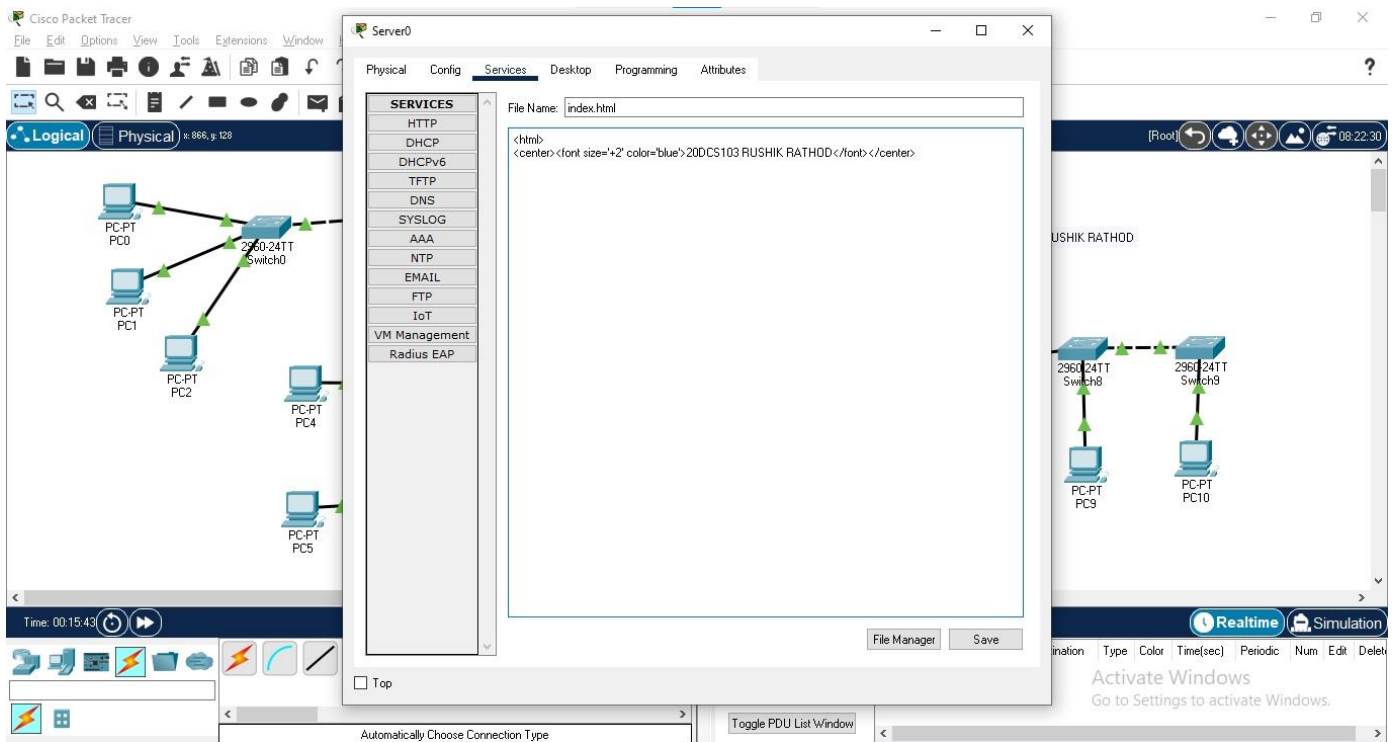 Cisco Packet Tracer
File Edit Options View Tools Extensions Window
Logical Physical x: 866, y: 128
[Root] 08:22:30
PC-PT
PC0
2960-24TT
Switch0
PC-PT
PC1
PC-PT
PC2
PC-PT
PC4
PC-PT
PC5
Server0
Physical Config Services Desktop Programming Attributes
SERVICES
HTTP
DHCP
DHCPv6
TFTP
DNS
SYSLOG
AAA
NTP
EMAIL
FTP
IoT
VM Management
Radius EAP
File Name: index.html
<html>
<center><font size='+2' color='blue'>20DCS103 RUSHIK RATHOD</font></center>
File Manager Save
Top
USHIK RATHOD
2960-24TT
Switch8
2960-24TT
Switch9
PC-PT
PC9
PC-PT
PC10
Time: 00:15:43
Realtime Simulation
ination Type Color Time(sec) Periodic Num Edit Delet
Activate Windows
Go to Settings to activate Windows.
Toggle PDU List Window
Automatically Choose Connection Type